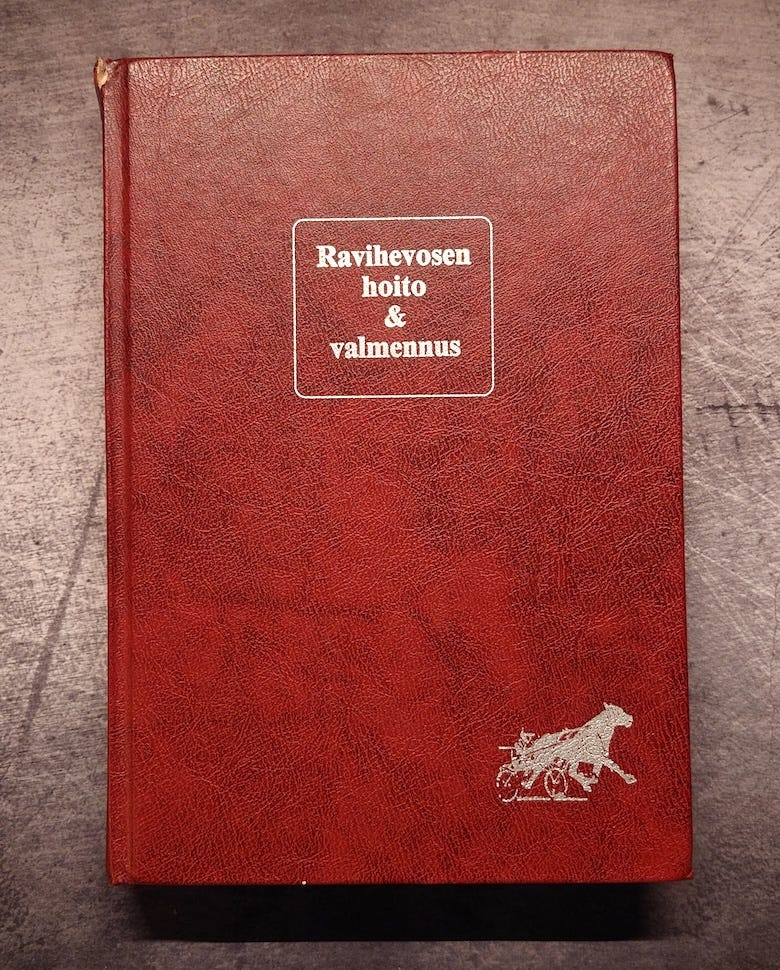 Ravihevosen
hoito
&
valmennus